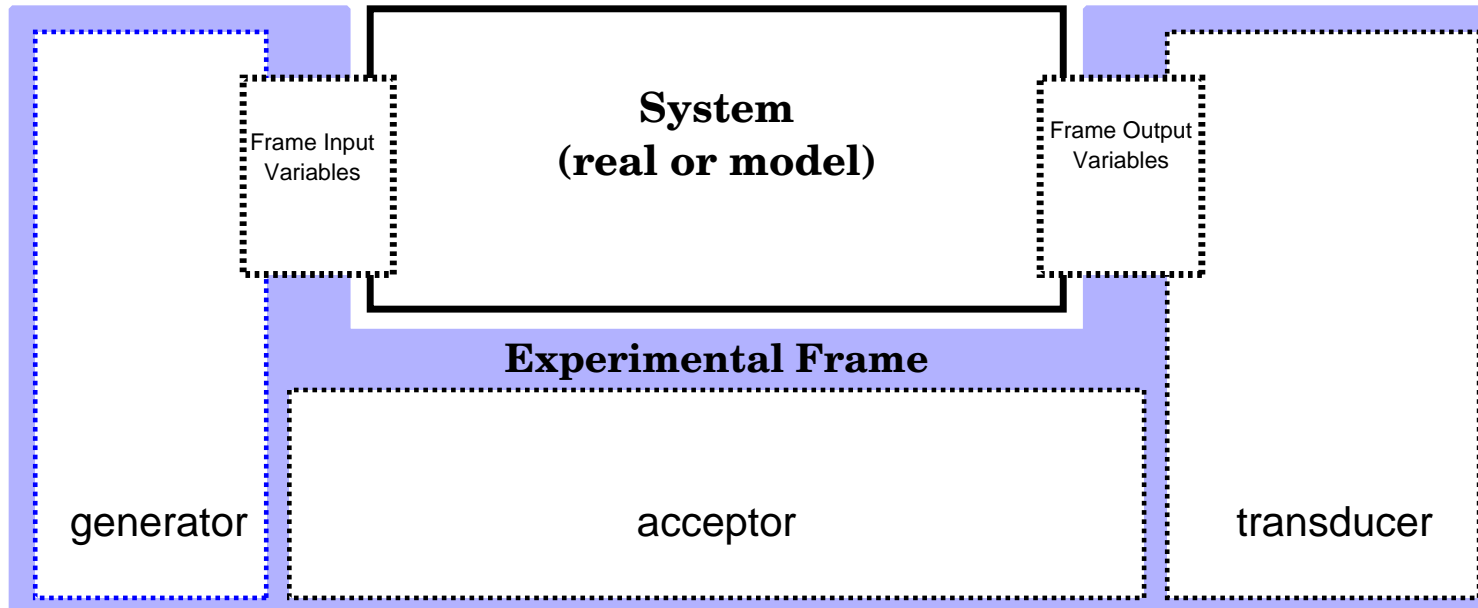 System
(real or model)
Frame Input
Variables
Frame Output
Variables
Experimental Frame
generator
acceptor
transducer